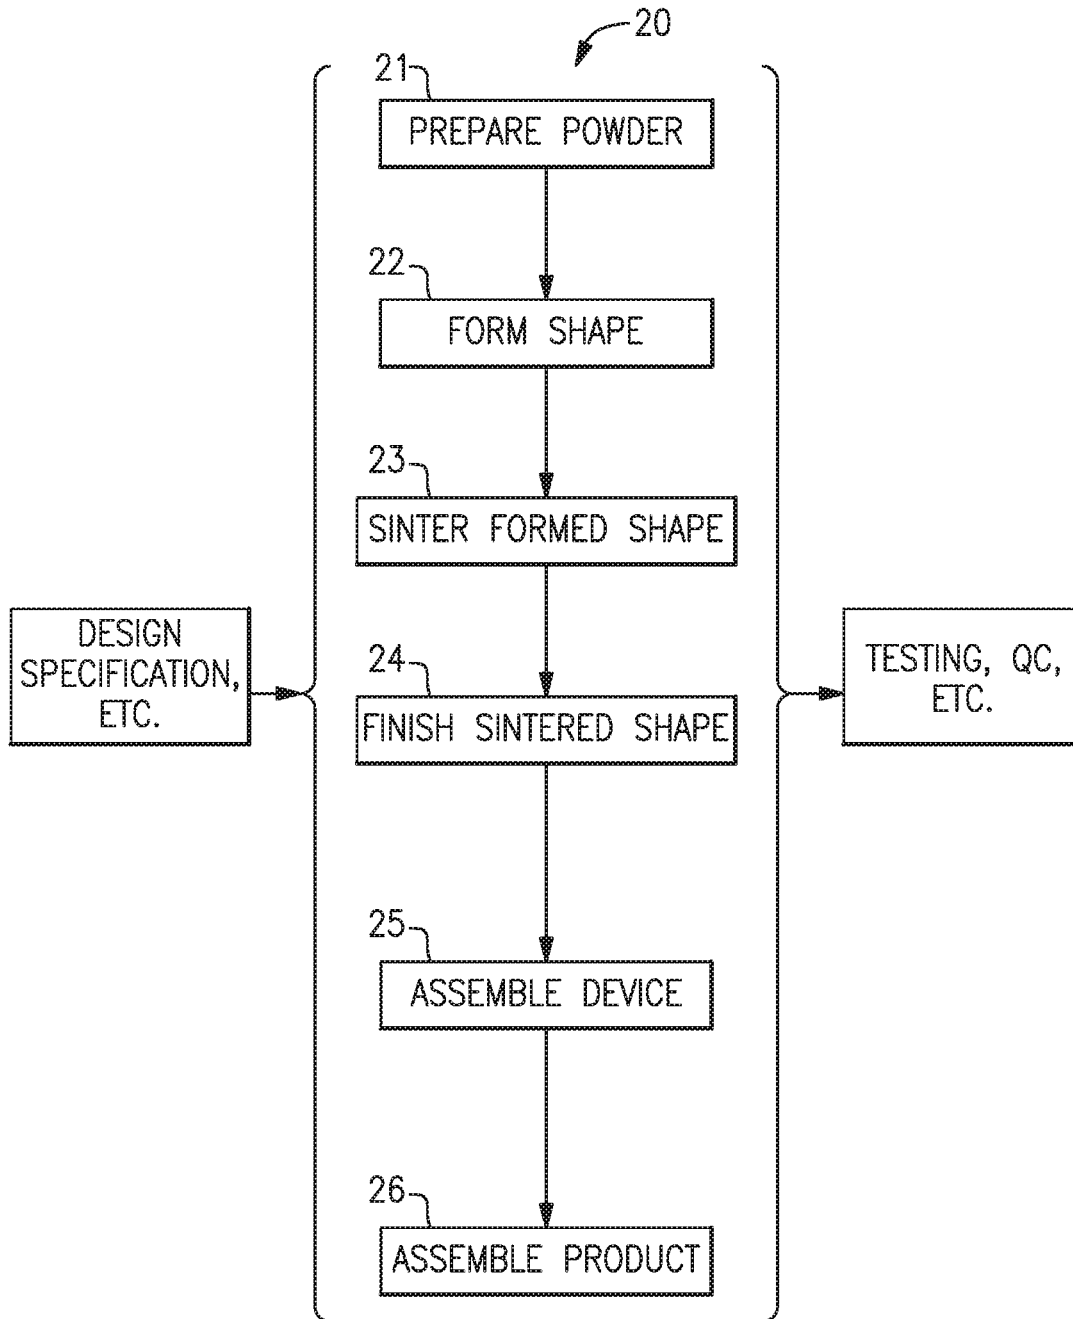 20
21
PREPARE POWDER
22
FORM SHAPE
23
SINTER FORMED SHAPE
DESIGN
SPECIFICATION,
ETC.
24
FINISH SINTERED SHAPE
TESTING, QC,
ETC.
25
ASSEMBLE DEVICE
26
ASSEMBLE PRODUCT